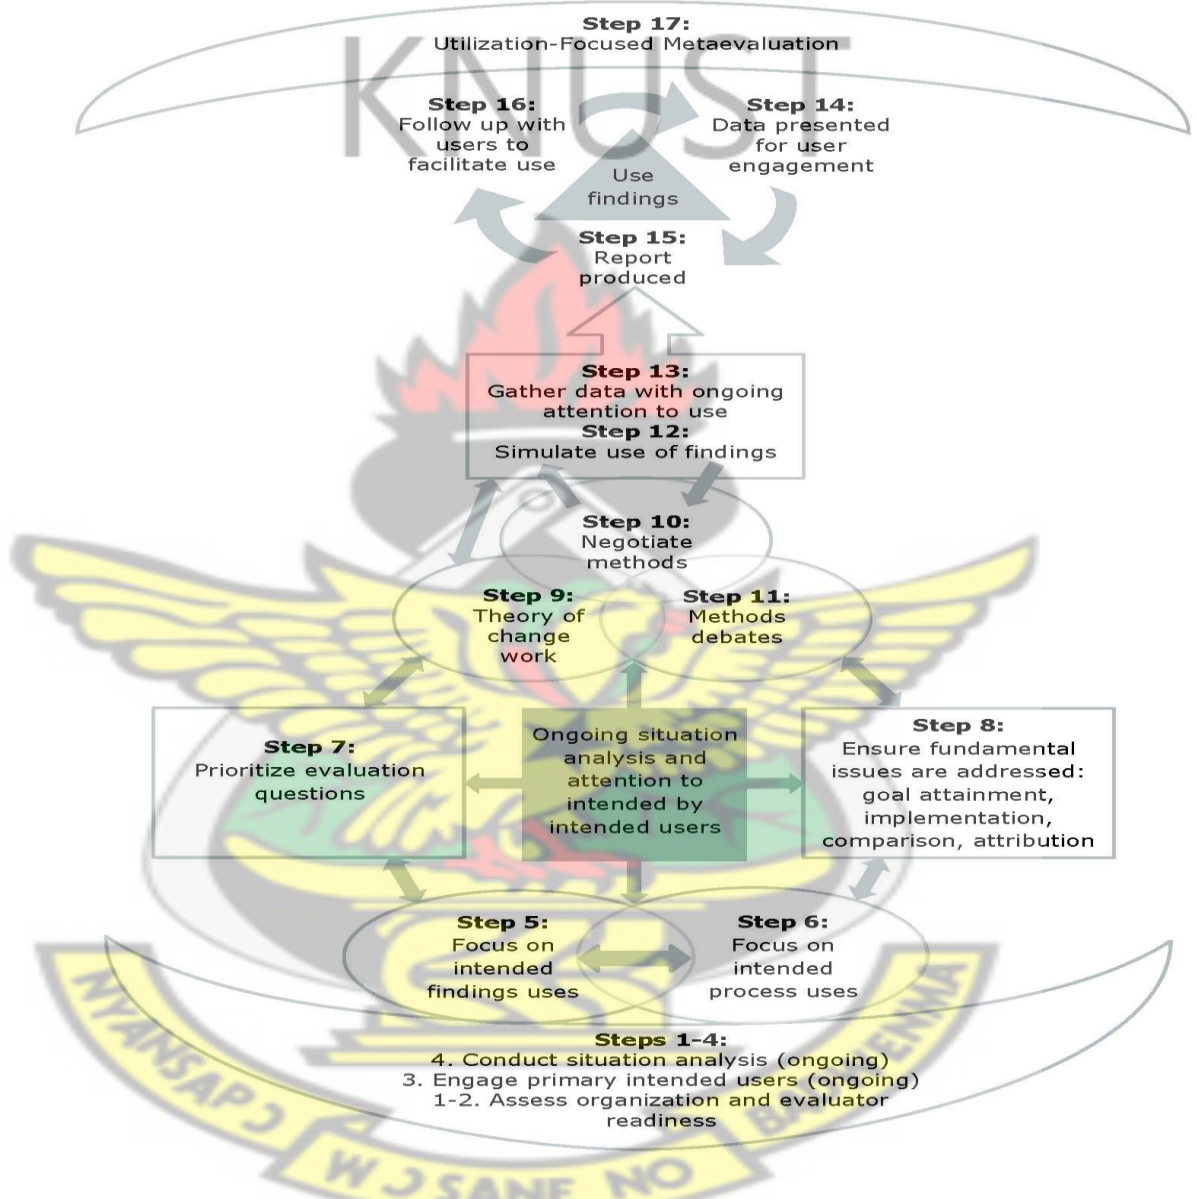 Step 17:
Utilization-Focused Metaevaluation
KNUST
Step 16:
Follow up with
users to
facilitate use
Step 14:
Data presented
for user
engagement
Use
findings
Step 15:
Report
produced
Step 13:
Gather data with ongoing
attention to use
Step 12:
Simulate use of findings
Step 10:
Negotiate
methods
Step 9:
Theory of
change
work
Step 11:
Methods
debates
Step 7:
Prioritize evaluation
questions
Ongoing situation
analysis and
attention to
intended by
intended users
Step 8:
Ensure fundamental
issues are addressed:
goal attainment,
implementation,
comparison, attribution
Step 5:
Focus on
intended
findings uses
Step 6:
Focus on
intended
process uses
Steps 1-4:
4. Conduct situation analysis (ongoing)
3. Engage primary intended users (ongoing)
1-2. Assess organization and evaluator
readiness
NYANSAPƆ
WƆSANE NO